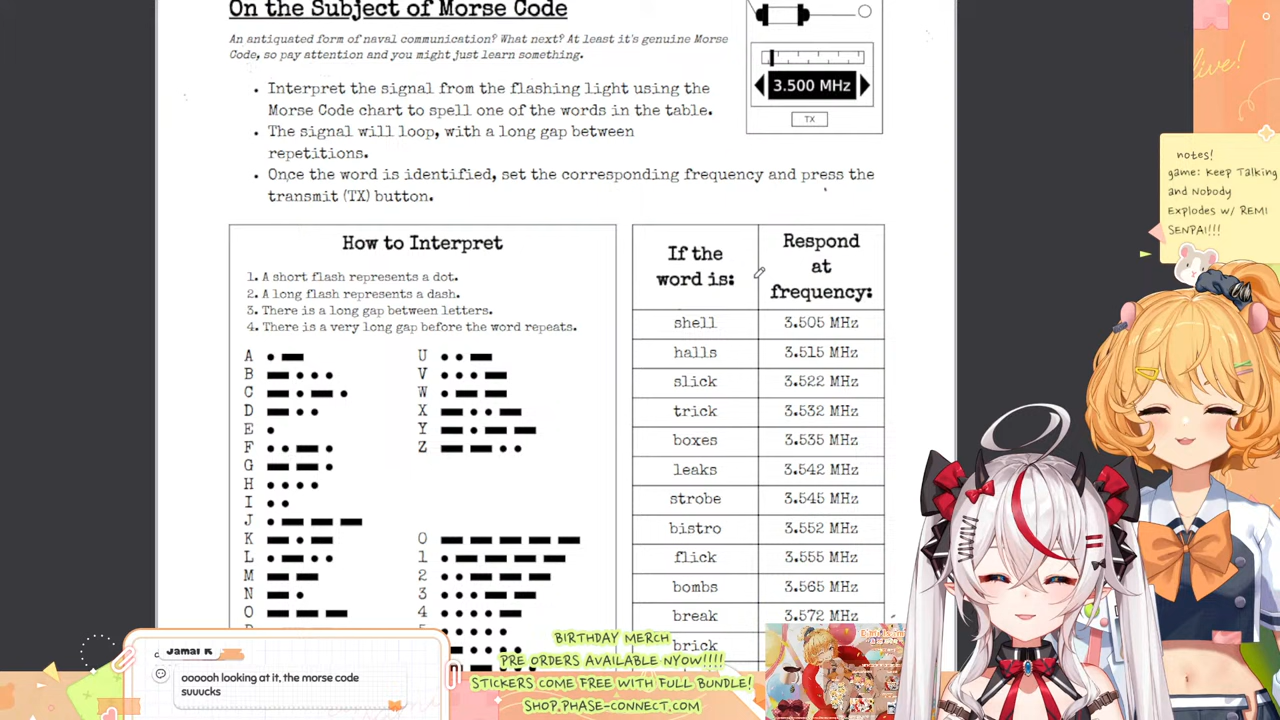 On the Subject of Morse Code
An antiquated form of naval communication? What next? At least it's genuine Morse
Code, so pay attention and you might just learn something.
• Interpret the signal from the flashing light using the
Morse Code chart to spell one of the words in the table.
• The signal will loop, with a long gap between
repetitions.
• Once the word is identified, set the corresponding frequency and press the
transmit (TX) button.
3.500 MHz
TX
How to Interpret
1. A short flash represents a dot.
2. A long flash represents a dash.
3. There is a long gap between letters.
4. There is a very long gap before the word repeats.
A
B
C
D
E
F
G
H
I
J
K
L
M
N
O
U
V
W
X
Y
Z
0
1
2
3
4
If the
word is:
Respond
at
frequency:
shell 3.505 MHz
halls 3.515 MHz
slick 3.522 MHz
trick 3.532 MHz
boxes 3.535 MHz
leaks 3.542 MHz
strobe 3.545 MHz
bistro 3.552 MHz
flick 3.555 MHz
bombs 3.565 MHz
break 3.572 MHz
brick
live!
notes!
game: Keep Talking
and Nobody
Explodes w/ REMI
SENPAI!!!
Jamal K
oooooh looking at it, the morse code
suuucks
BIRTHDAY MERCH
PRE ORDERS AVAILABLE NYOW!!!!
STICKERS COME FREE WITH FULL BUNDLE!
SHOP.PHASE-CONNECT.COM